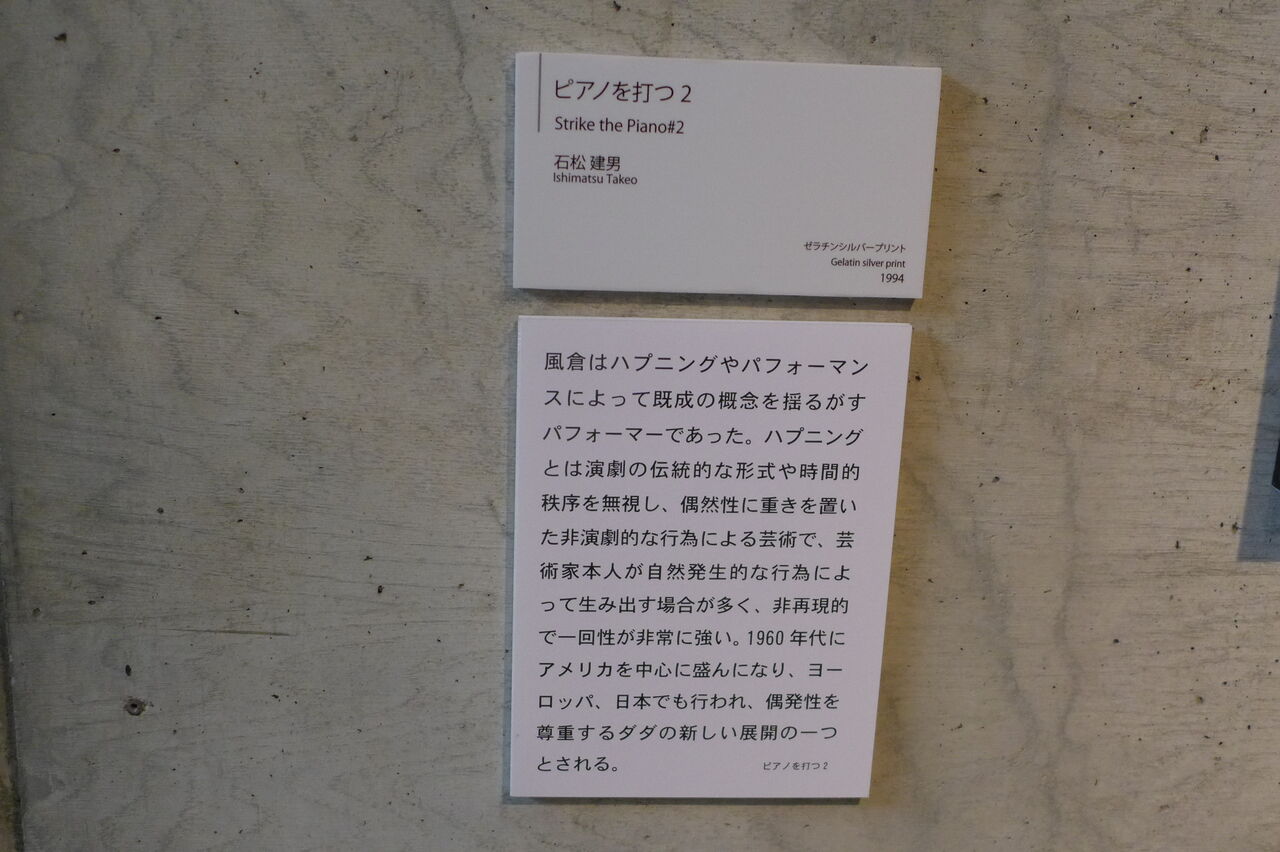 ピアノを打つ 2
Strike the Piano#2
石松 建男
Ishimatsu Takeo
ゼラチンシルバープリント
Gelatin silver print
1994
風倉はハプニングやパフォーマン
スによって既成の概念を揺るがす
パフォーマーであった。ハプニング
とは演劇の伝統的な形式や時間的
秩序を無視し、偶然性に重きを置い
た非演劇的な行為による芸術で、芸
術家本人が自然発生的な行為によ
って生み出す場合が多く、非再現的
で一回性が非常に強い。1960 年代に
アメリカを中心に盛んになり、ヨー
ロッパ、日本でも行われ、偶発性を
尊重するダダの新しい展開の一つ
とされる。
ピアノを打つ 2